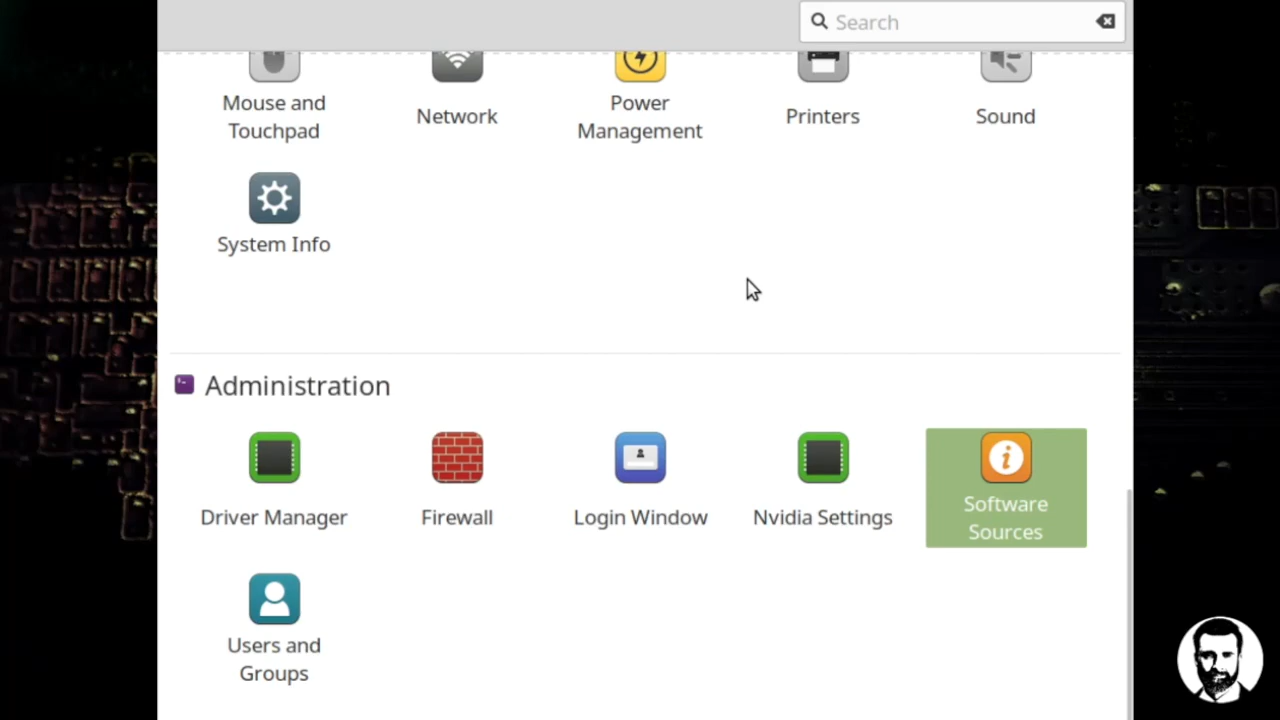 Search
Mouse and
Touchpad
Network
Power
Management
Printers
Sound
System Info
Administration
Driver Manager
Firewall
Login Window
Nvidia Settings
Software
Sources
Users and
Groups